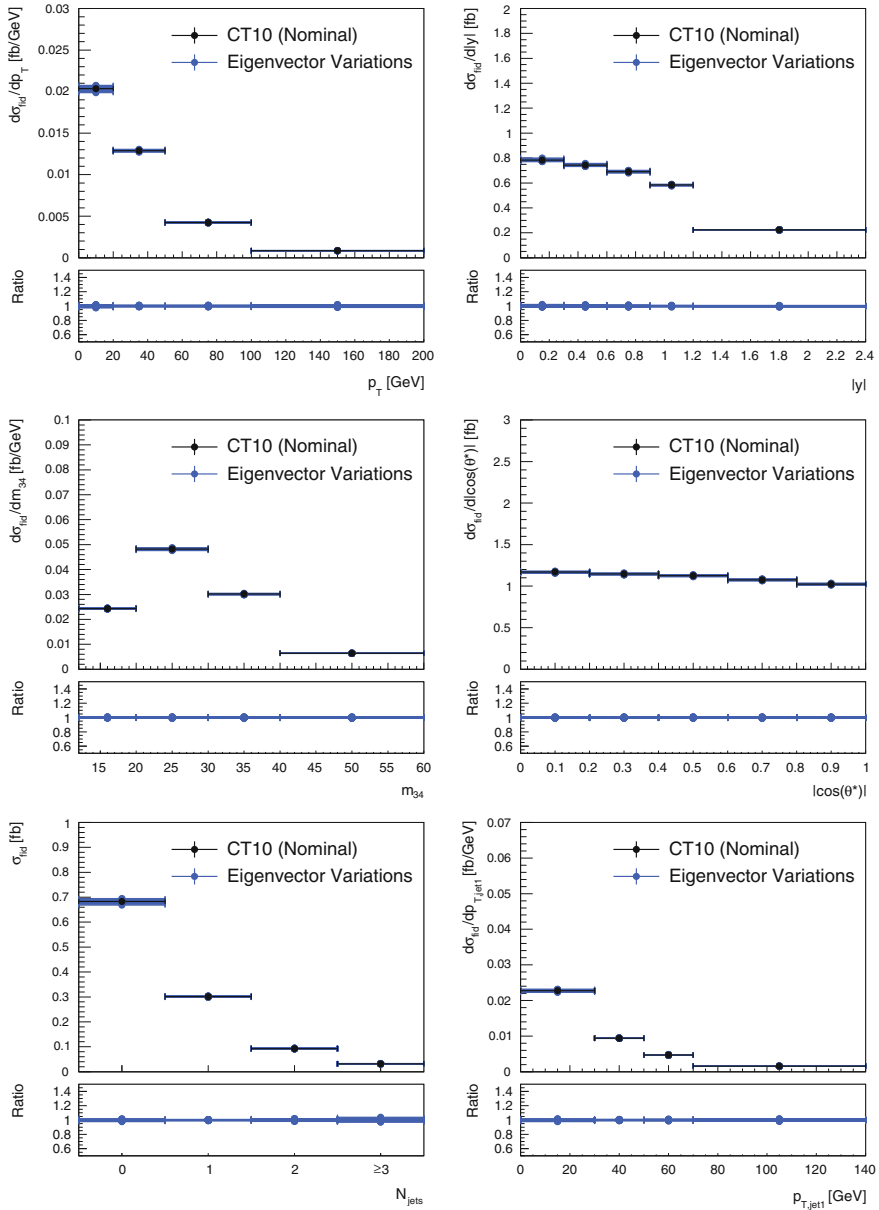 dσfid/dpT [fb/GeV]
0.03
0.025
0.02
0.015
0.01
0.005
0
CT10 (Nominal)
Eigenvector Variations
Ratio
1.4
1.2
1
0.8
0.6
0 20 40 60 80 100 120 140 160 180 200
pT [GeV]
dσfid/d|y| [fb]
2
1.8
1.6
1.4
1.2
1
0.8
0.6
0.4
0.2
0
CT10 (Nominal)
Eigenvector Variations
Ratio
1.4
1.2
1
0.8
0.6
0 0.2 0.4 0.6 0.8 1 1.2 1.4 1.6 1.8 2 2.2 2.4
|y|
dσfid/dm34 [fb/GeV]
0.1
0.09
0.08
0.07
0.06
0.05
0.04
0.03
0.02
0.01
0
CT10 (Nominal)
Eigenvector Variations
Ratio
1.4
1.2
1
0.8
0.6
15 20 25 30 35 40 45 50 55 60
m34
dσfid/d|cos(θ*)| [fb]
3
2.5
2
1.5
1
0.5
0
CT10 (Nominal)
Eigenvector Variations
Ratio
1.4
1.2
1
0.8
0.6
0 0.1 0.2 0.3 0.4 0.5 0.6 0.7 0.8 0.9 1
|cos(θ*)|
σfid [fb]
1
0.9
0.8
0.7
0.6
0.5
0.4
0.3
0.2
0.1
0
CT10 (Nominal)
Eigenvector Variations
Ratio
1.4
1.2
1
0.8
0.6
0 1 2 ≥3
Njets
dσfid/dpT,jet1 [fb/GeV]
0.07
0.06
0.05
0.04
0.03
0.02
0.01
0
CT10 (Nominal)
Eigenvector Variations
Ratio
1.4
1.2
1
0.8
0.6
0 20 40 60 80 100 120 140
pT,jet1 [GeV]